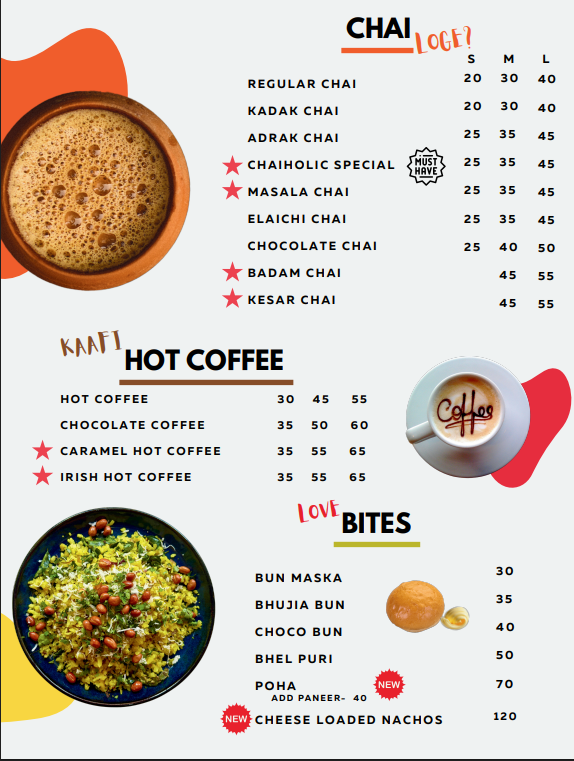 CHAI LOGE?
S M L
REGULAR CHAI 20 30 40
KADAK CHAI 20 30 40
ADRAK CHAI 25 35 45
CHAIHOLIC SPECIAL MUST HAVE 25 35 45
MASALA CHAI 25 35 45
ELAICHI CHAI 25 35 45
CHOCOLATE CHAI 25 40 50
BADAM CHAI 45 55
KESAR CHAI 45 55
KAAFI
HOT COFFEE
HOT COFFEE 30 45 55
CHOCOLATE COFFEE 35 50 60
CARAMEL HOT COFFEE 35 55 65
IRISH HOT COFFEE 35 55 65
Coffee
LOVE
BITES
BUN MASKA 30
BHUJIA BUN 35
CHOCO BUN 40
BHEL PURI 50
POHA NEW 70
ADD PANEER- 40
NEW CHEESE LOADED NACHOS 120